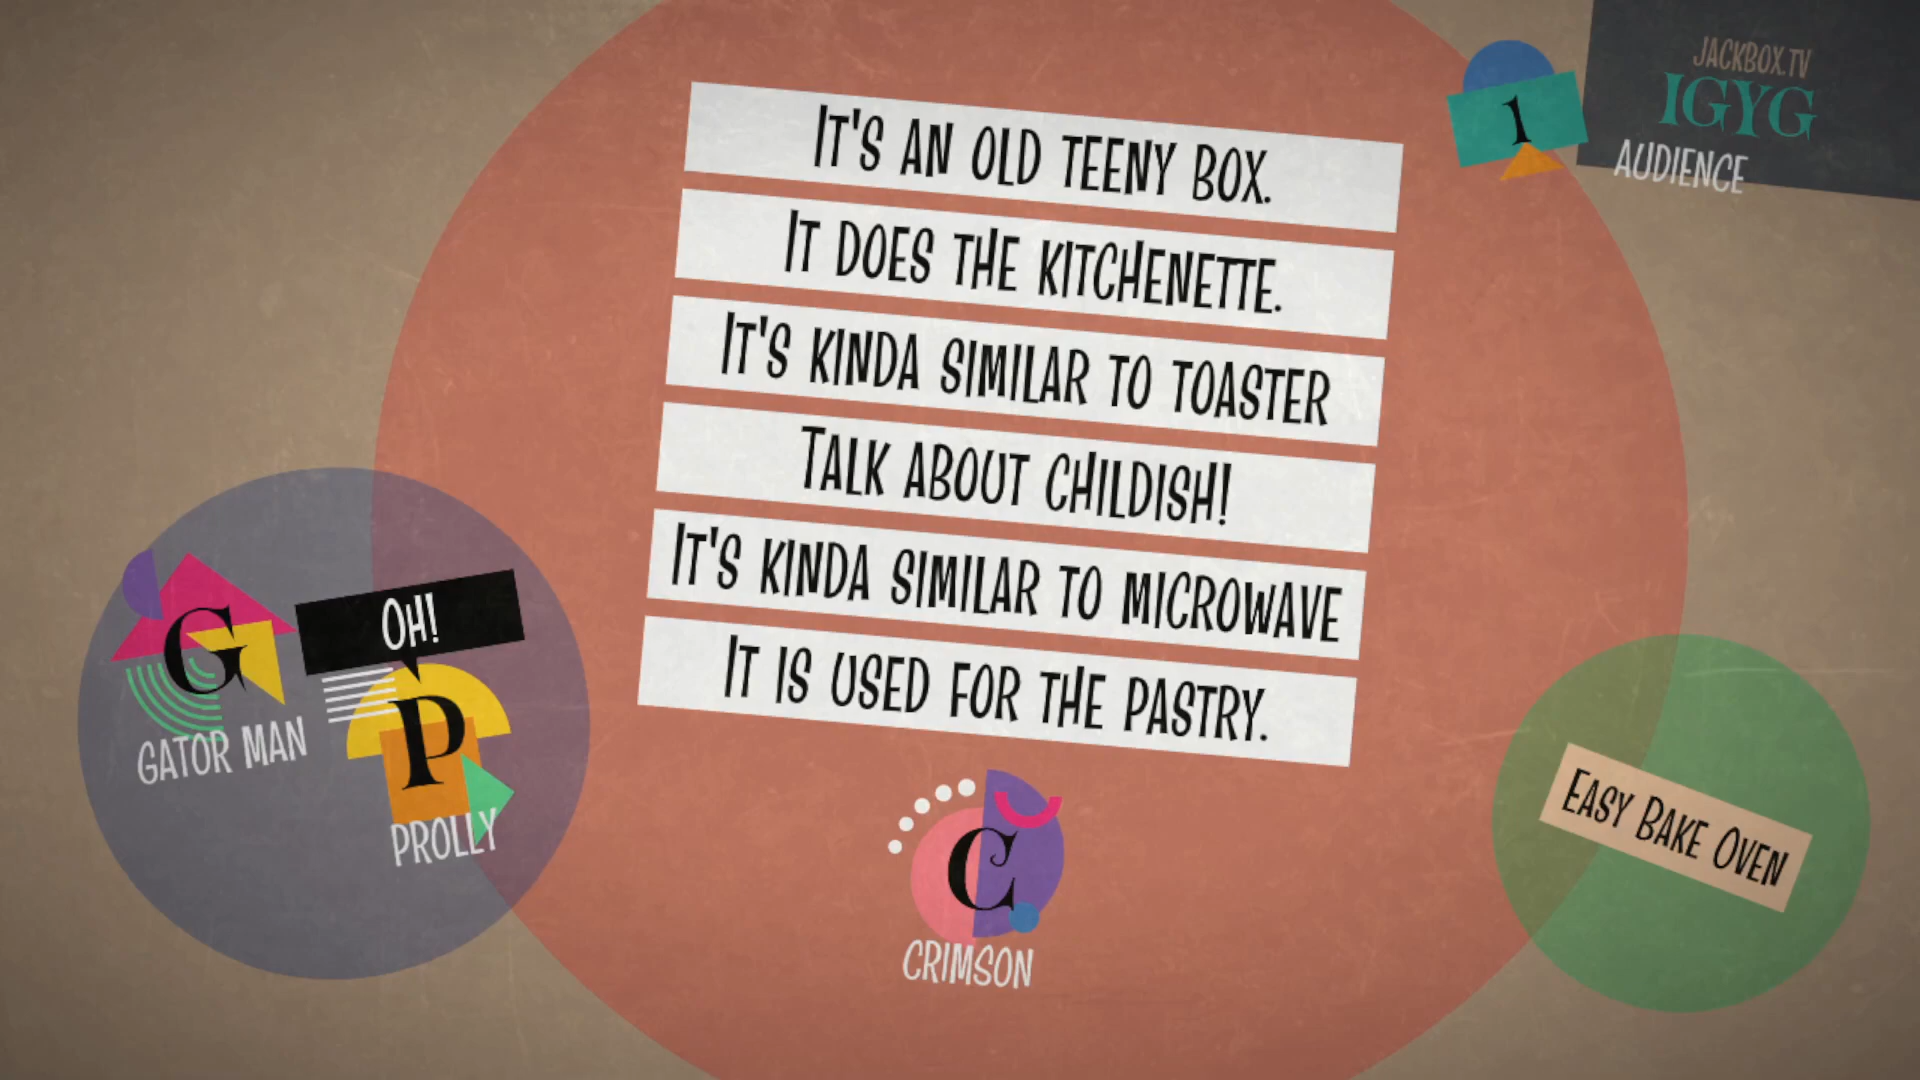 It's an old teeny box.
It does the kitchenette.
It's kinda similar to toaster
Talk about childish!
It's kinda similar to microwave
It is used for the pastry.
1
JACKBOX.TV
IGYG
AUDIENCE
G
GATOR MAN
Oh!
P
PROLLY
C
CRIMSON
Easy Bake Oven